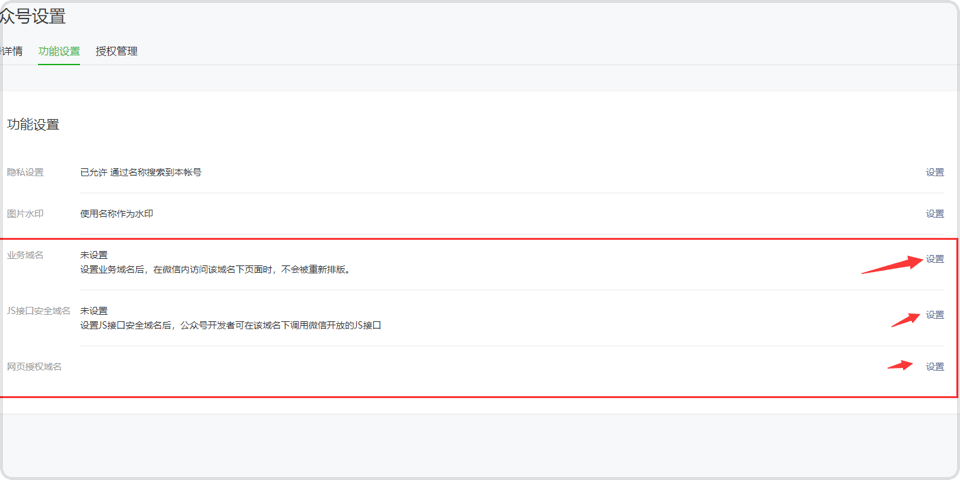 众号设置
详情 功能设置 授权管理
功能设置
隐私设置 已允许 通过名称搜索到本帐号 设置
图片水印 使用名称作为水印 设置
业务域名 未设置 设置
设置业务域名后，在微信内访问该域名下页面时，不会被重新排版。
JS接口安全域名 未设置 设置
设置JS接口安全域名后，公众号开发者可在该域名下调用微信开放的JS接口
网页授权域名 设置